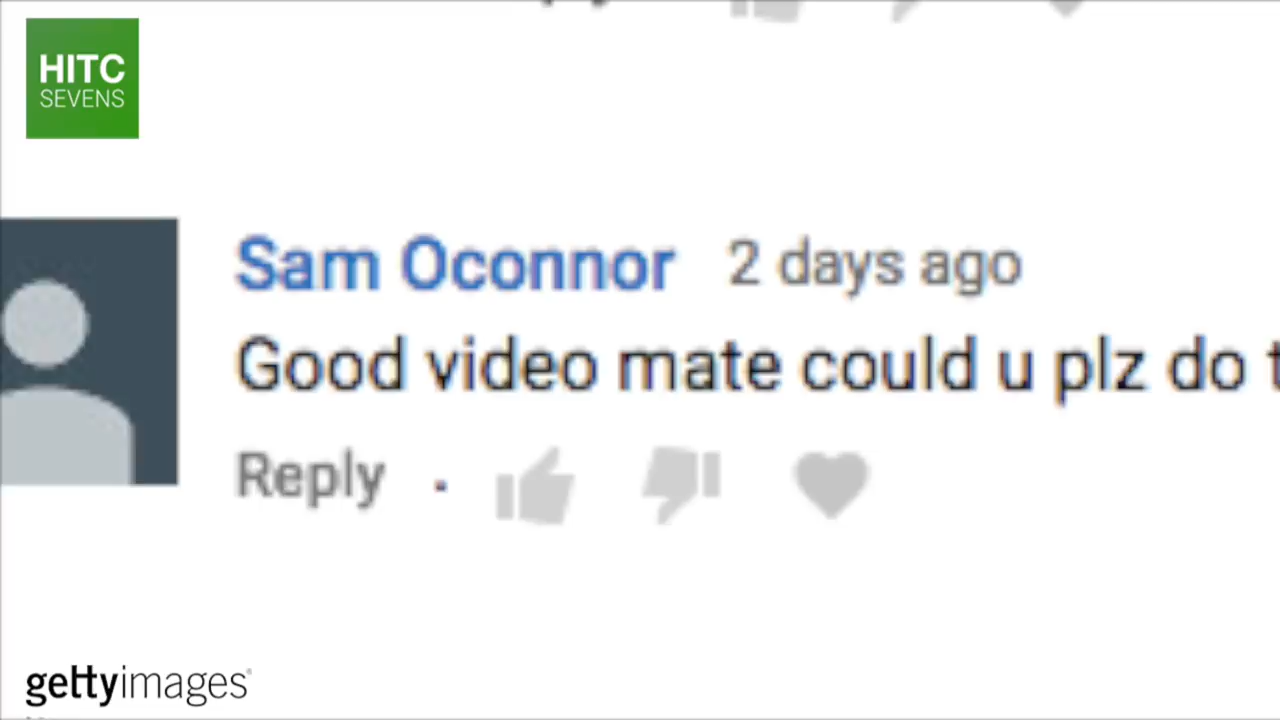 HITC
SEVENS
Sam Oconnor 2 days ago
Good video mate could u plz do t
Reply
gettyimages